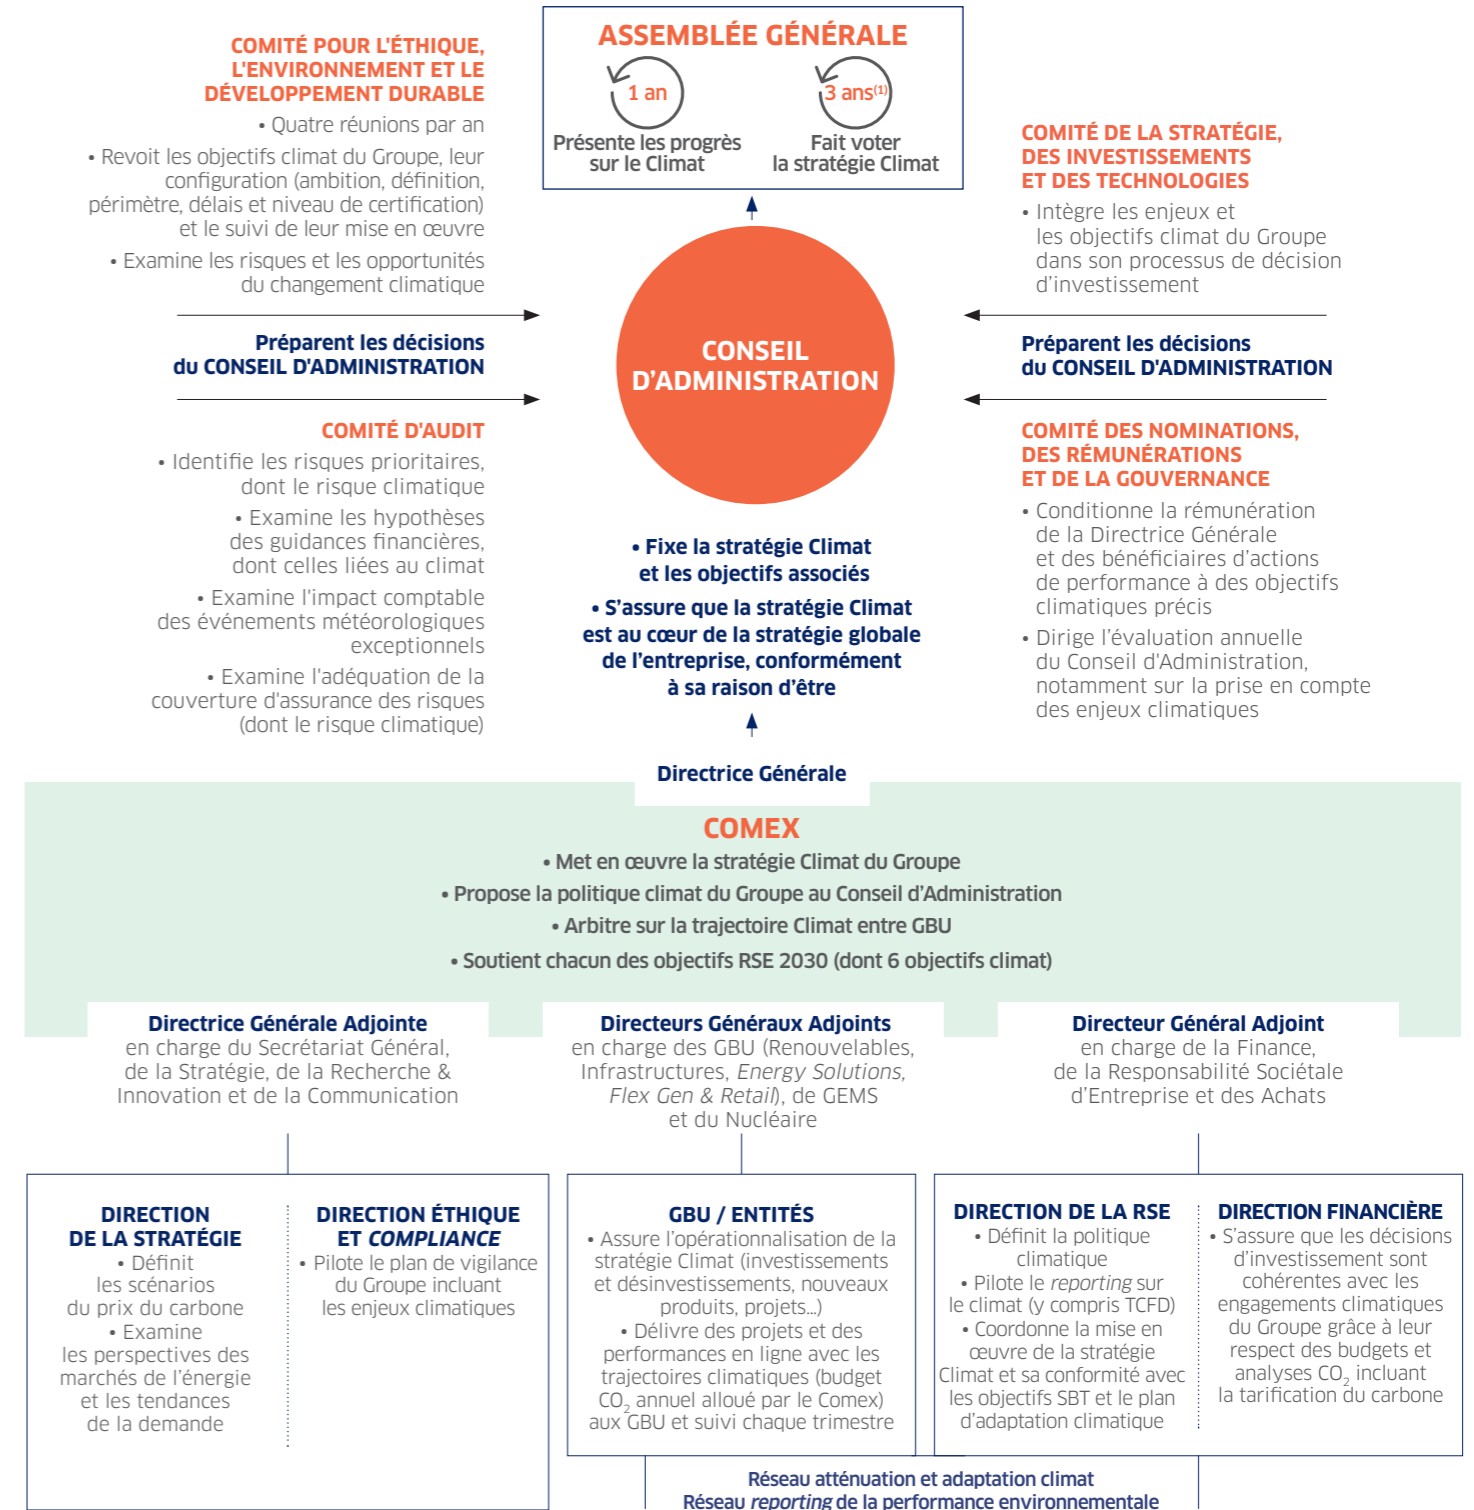 ASSEMBLÉE GÉNÉRALE
1 an
3 ans(1)
Présente les progrès
sur le Climat
Fait voter
la stratégie Climat
COMITÉ POUR L'ÉTHIQUE,
L'ENVIRONNEMENT ET LE
DÉVELOPPEMENT DURABLE
• Quatre réunions par an
• Revoit les objectifs climat du Groupe, leur
configuration (ambition, définition,
périmètre, délais et niveau de certification)
et le suivi de leur mise en œuvre
• Examine les risques et les opportunités
du changement climatique
Préparent les décisions
du CONSEIL D'ADMINISTRATION
COMITÉ D'AUDIT
• Identifie les risques prioritaires,
dont le risque climatique
• Examine les hypothèses
des guidances financières,
dont celles liées au climat
• Examine l'impact comptable
des événements météorologiques
exceptionnels
• Examine l'adéquation de la
couverture d'assurance des risques
(dont le risque climatique)
CONSEIL
D'ADMINISTRATION
• Fixe la stratégie Climat
et les objectifs associés
• S'assure que la stratégie Climat
est au cœur de la stratégie globale
de l'entreprise, conformément
à sa raison d'être
COMITÉ DE LA STRATÉGIE,
DES INVESTISSEMENTS
ET DES TECHNOLOGIES
• Intègre les enjeux et
les objectifs climat du Groupe
dans son processus de décision
d'investissement
Préparent les décisions
du CONSEIL D'ADMINISTRATION
COMITÉ DES NOMINATIONS,
DES RÉMUNÉRATIONS
ET DE LA GOUVERNANCE
• Conditionne la rémunération
de la Directrice Générale
et des bénéficiaires d'actions
de performance à des objectifs
climatiques précis
• Dirige l'évaluation annuelle
du Conseil d'Administration,
notamment sur la prise en compte
des enjeux climatiques
Directrice Générale
COMEX
• Met en œuvre la stratégie Climat du Groupe
• Propose la politique climat du Groupe au Conseil d'Administration
• Arbitre sur la trajectoire Climat entre GBU
• Soutient chacun des objectifs RSE 2030 (dont 6 objectifs climat)
Directrice Générale Adjointe
en charge du Secrétariat Général,
de la Stratégie, de la Recherche &
Innovation et de la Communication
Directeurs Généraux Adjoints
en charge des GBU (Renouvelables,
Infrastructures, Energy Solutions,
Flex Gen & Retail), de GEMS
et du Nucléaire
Directeur Général Adjoint
en charge de la Finance,
de la Responsabilité Sociétale
d'Entreprise et des Achats
DIRECTION
DE LA STRATÉGIE
• Définit
les scénarios
du prix du carbone
• Examine
les perspectives des
marchés de l'énergie
et les tendances
de la demande
DIRECTION ÉTHIQUE
ET COMPLIANCE
• Pilote le plan de vigilance
du Groupe incluant
les enjeux climatiques
GBU / ENTITÉS
• Assure l'opérationnalisation de la
stratégie Climat (investissements
et désinvestissements, nouveaux
produits, projets...)
• Délivre des projets et des
performances en ligne avec les
trajectoires climatiques (budget
CO2 annuel alloué par le Comex)
aux GBU et suivi chaque trimestre
DIRECTION DE LA RSE
• Définit la politique
climatique
• Pilote le reporting sur
le climat (y compris TCFD)
• Coordonne la mise en
œuvre de la stratégie
Climat et sa conformité avec
les objectifs SBT et le plan
d'adaptation climatique
DIRECTION FINANCIÈRE
• S'assure que les décisions
d'investissement sont
cohérentes avec les
engagements climatiques
du Groupe grâce à leur
respect des budgets et
analyses CO2 incluant
la tarification du carbone
Réseau atténuation et adaptation climat
Réseau reporting de la performance environnementale